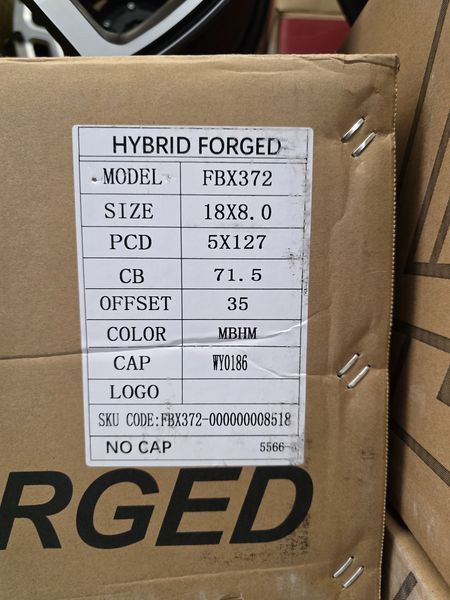 HYBRID FORGED
MODEL FBX372
SIZE 18X8.0
PCD 5X127
CB 71.5
OFFSET 35
COLOR MBHM
CAP WY0186
LOGO
SKU CODE:FBX372-000000008518
NO CAP 5566-
RGED